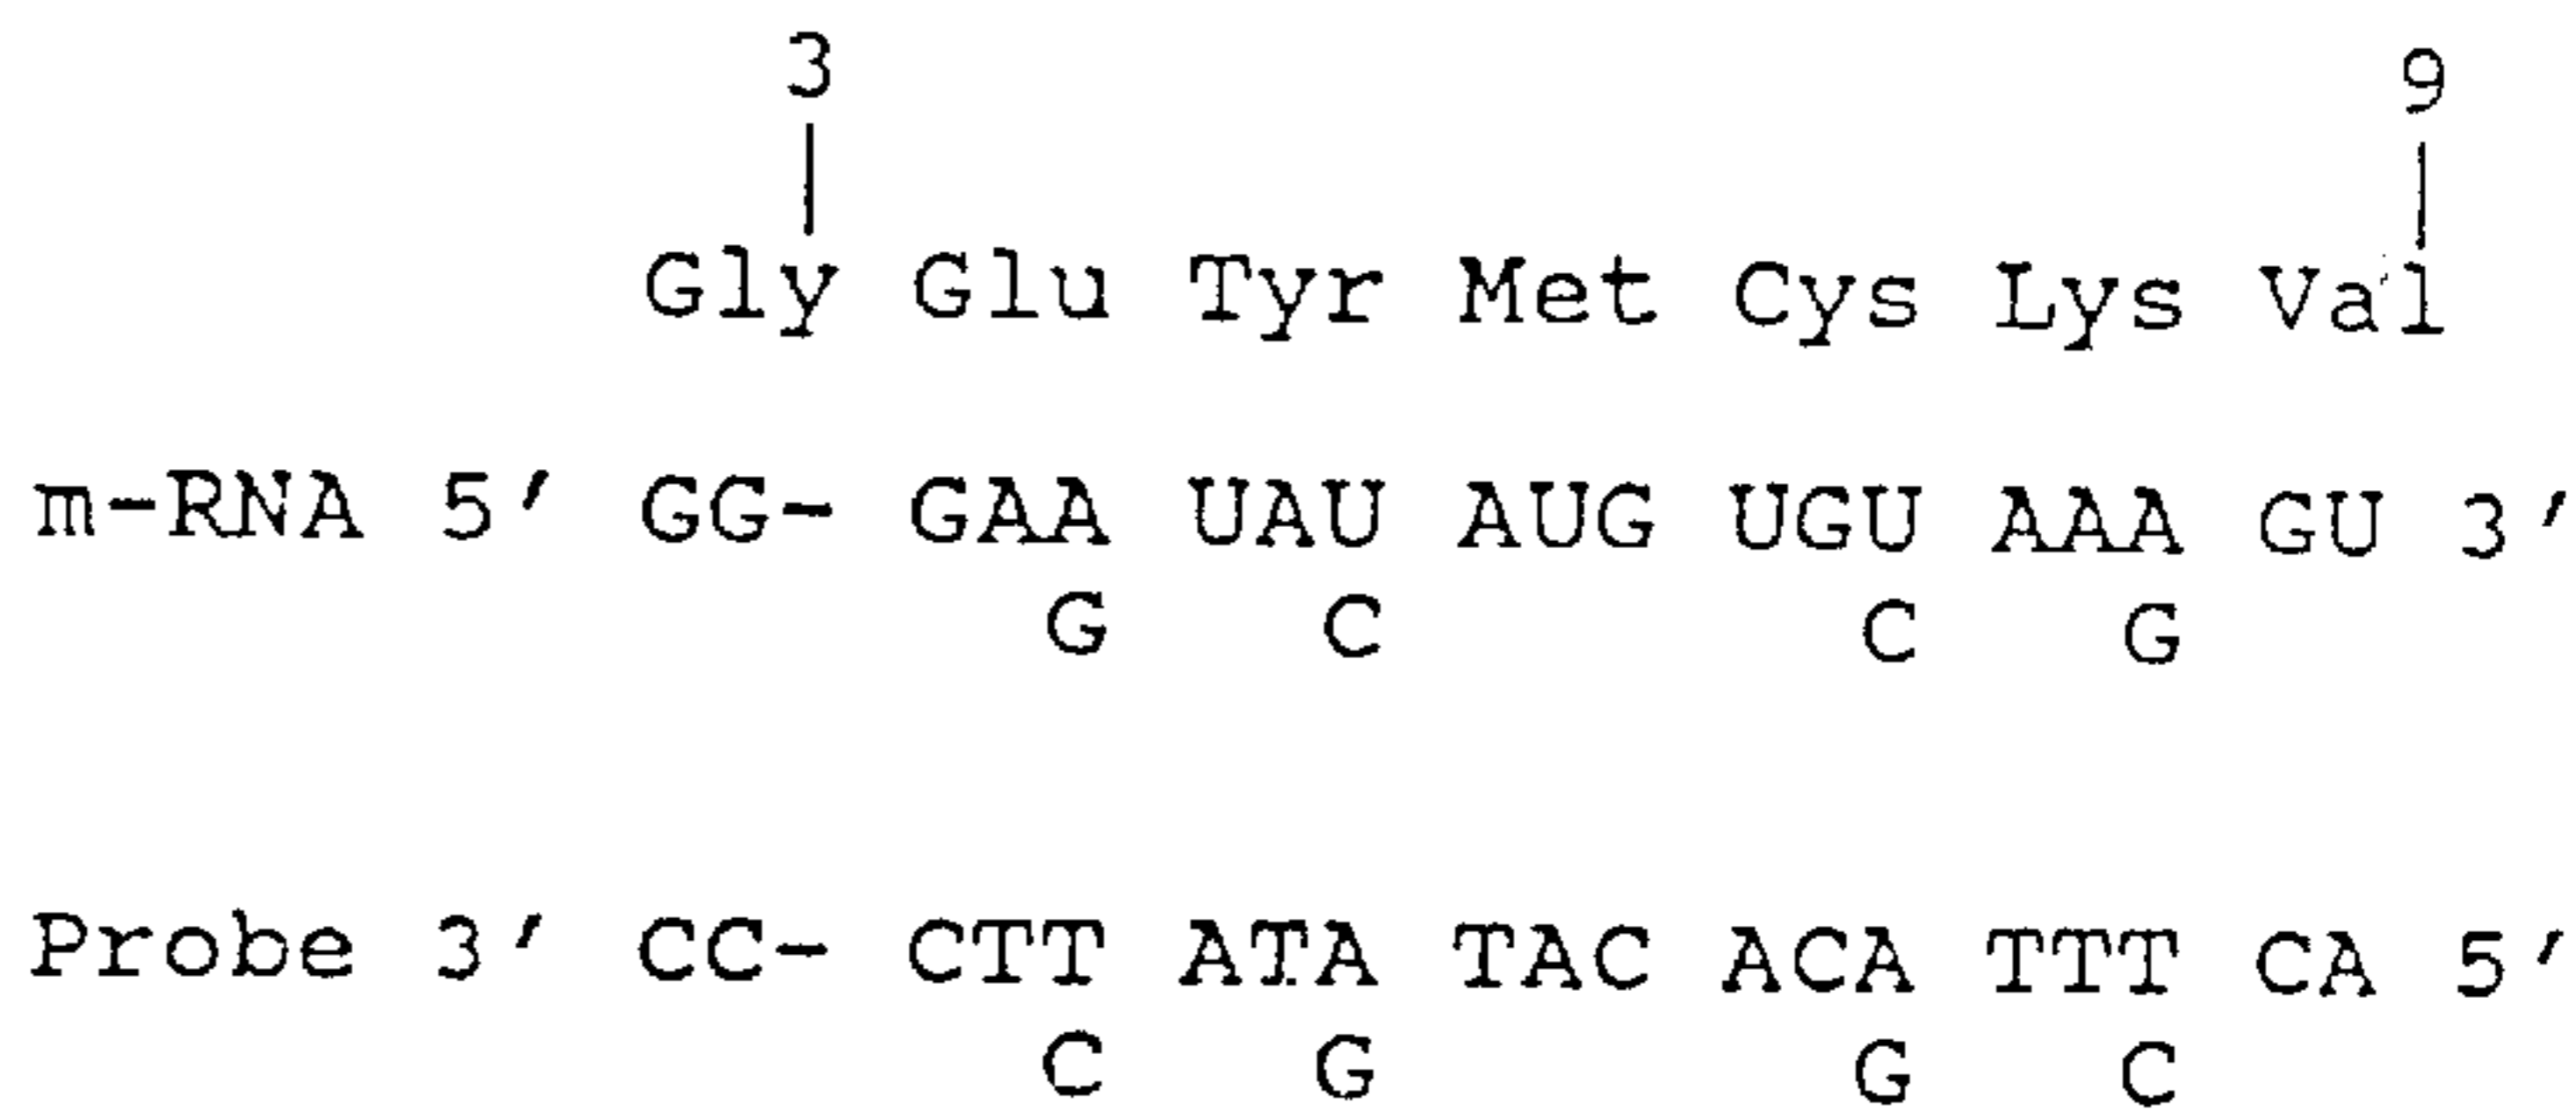 3 9
Gly Glu Tyr Met Cys Lys Val
m-RNA 5′ GG- GAA UAU AUG UGU AAA GU 3′
G C C G
Probe 3′ CC- CTT ATA TAC ACA TTT CA 5′
C G G C